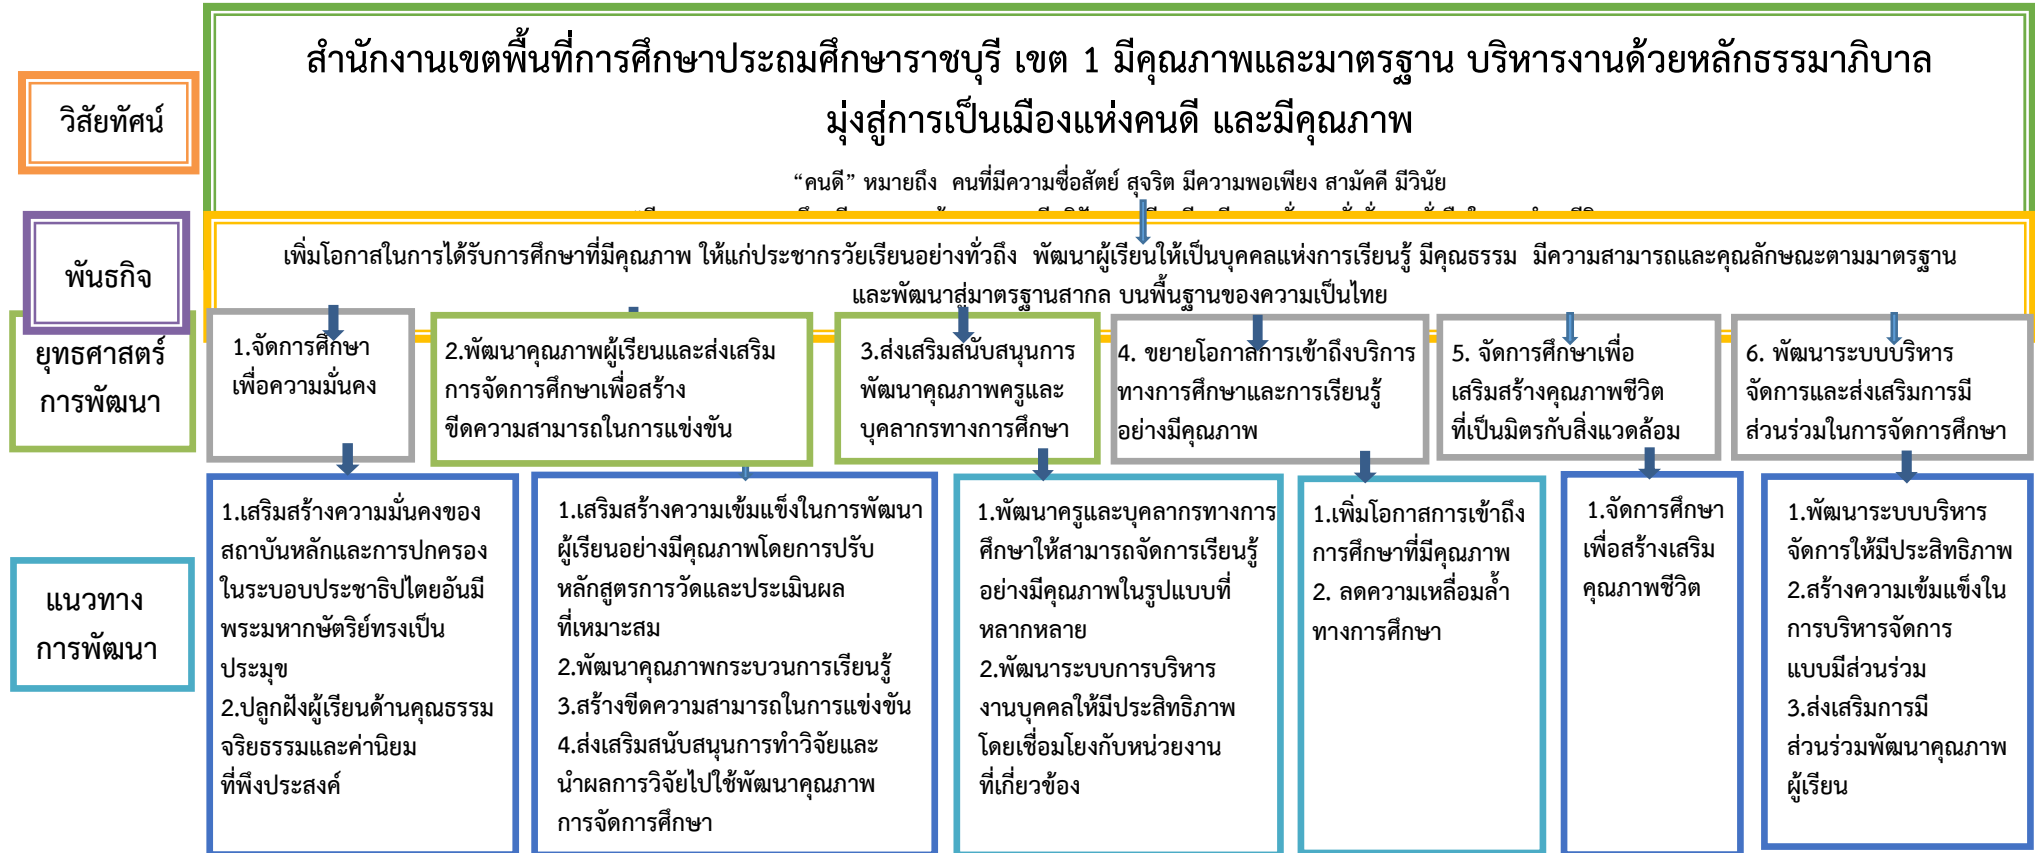 สำนักงานเขตพื้นที่การศึกษาประถมศึกษาราชบุรี เขต 1 มีคุณภาพและมาตรฐาน บริหารงานด้วยหลักธรรมาภิบาล
มุ่งสู่การเป็นเมืองแห่งคนดี และมีคุณภาพ
วิสัยทัศน์
“คนดี” หมายถึง คนที่มีความซื่อสัตย์ สุจริต มีความพอเพียง สามัคคี มีวินัย
พันธกิจ
เพิ่มโอกาสในการได้รับการศึกษาที่มีคุณภาพ ให้แก่ประชากรวัยเรียนอย่างทั่วถึง พัฒนาผู้เรียนให้เป็นบุคคลแห่งการเรียนรู้ มีคุณธรรม มีความสามารถและคุณลักษณะตามมาตรฐาน
และพัฒนาสู่มาตรฐานสากล บนพื้นฐานของความเป็นไทย
ยุทธศาสตร์
การพัฒนา
1.จัดการศึกษา
เพื่อความมั่นคง
2.พัฒนาคุณภาพผู้เรียนและส่งเสริม
การจัดการศึกษาเพื่อสร้าง
ขีดความสามารถในการแข่งขัน
3.ส่งเสริมสนับสนุนการ
พัฒนาคุณภาพครูและ
บุคลากรทางการศึกษา
4. ขยายโอกาสการเข้าถึงบริการ
ทางการศึกษาและการเรียนรู้
อย่างมีคุณภาพ
5. จัดการศึกษาเพื่อ
เสริมสร้างคุณภาพชีวิต
ที่เป็นมิตรกับสิ่งแวดล้อม
6. พัฒนาระบบบริหาร
จัดการและส่งเสริมการมี
ส่วนร่วมในการจัดการศึกษา
แนวทาง
การพัฒนา
1.เสริมสร้างความมั่นคงของ
สถาบันหลักและการปกครอง
ในระบอบประชาธิปไตยอันมี
พระมหากษัตริย์ทรงเป็น
ประมุข
2.ปลูกฝังผู้เรียนด้านคุณธรรม
จริยธรรมและค่านิยม
ที่พึงประสงค์
1.เสริมสร้างความเข้มแข็งในการพัฒนา
ผู้เรียนอย่างมีคุณภาพโดยการปรับ
หลักสูตรการวัดและประเมินผล
ที่เหมาะสม
2.พัฒนาคุณภาพกระบวนการเรียนรู้
3.สร้างขีดความสามารถในการแข่งขัน
4.ส่งเสริมสนับสนุนการทำวิจัยและ
นำผลการวิจัยไปใช้พัฒนาคุณภาพ
การจัดการศึกษา
1.พัฒนาครูและบุคลากรทางการ
ศึกษาให้สามารถจัดการเรียนรู้
อย่างมีคุณภาพในรูปแบบที่
หลากหลาย
2.พัฒนาระบบการบริหาร
งานบุคคลให้มีประสิทธิภาพ
โดยเชื่อมโยงกับหน่วยงาน
ที่เกี่ยวข้อง
1.เพิ่มโอกาสการเข้าถึง
การศึกษาที่มีคุณภาพ
2. ลดความเหลื่อมล้ำ
ทางการศึกษา
1.จัดการศึกษา
เพื่อสร้างเสริม
คุณภาพชีวิต
1.พัฒนาระบบบริหาร
จัดการให้มีประสิทธิภาพ
2.สร้างความเข้มแข็งใน
การบริหารจัดการ
แบบมีส่วนร่วม
3.ส่งเสริมการมี
ส่วนร่วมพัฒนาคุณภาพ
ผู้เรียน